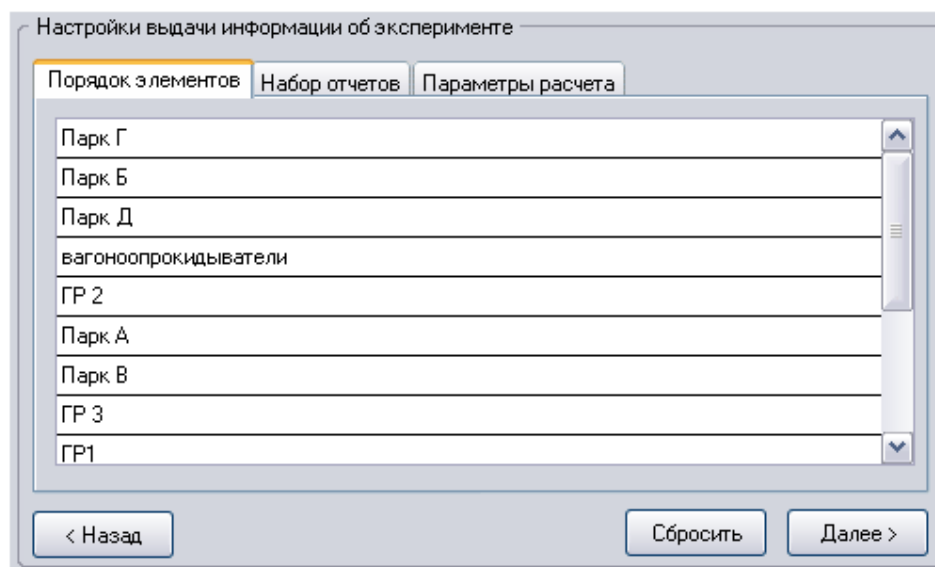 Настройки выдачи информации об эксперименте
Порядок элементов Набор отчетов Параметры расчета
Парк Г
Парк Б
Парк Д
вагоноопрокидыватели
ГР 2
Парк А
Парк В
ГР 3
ГР1
< Назад Сбросить Далее >